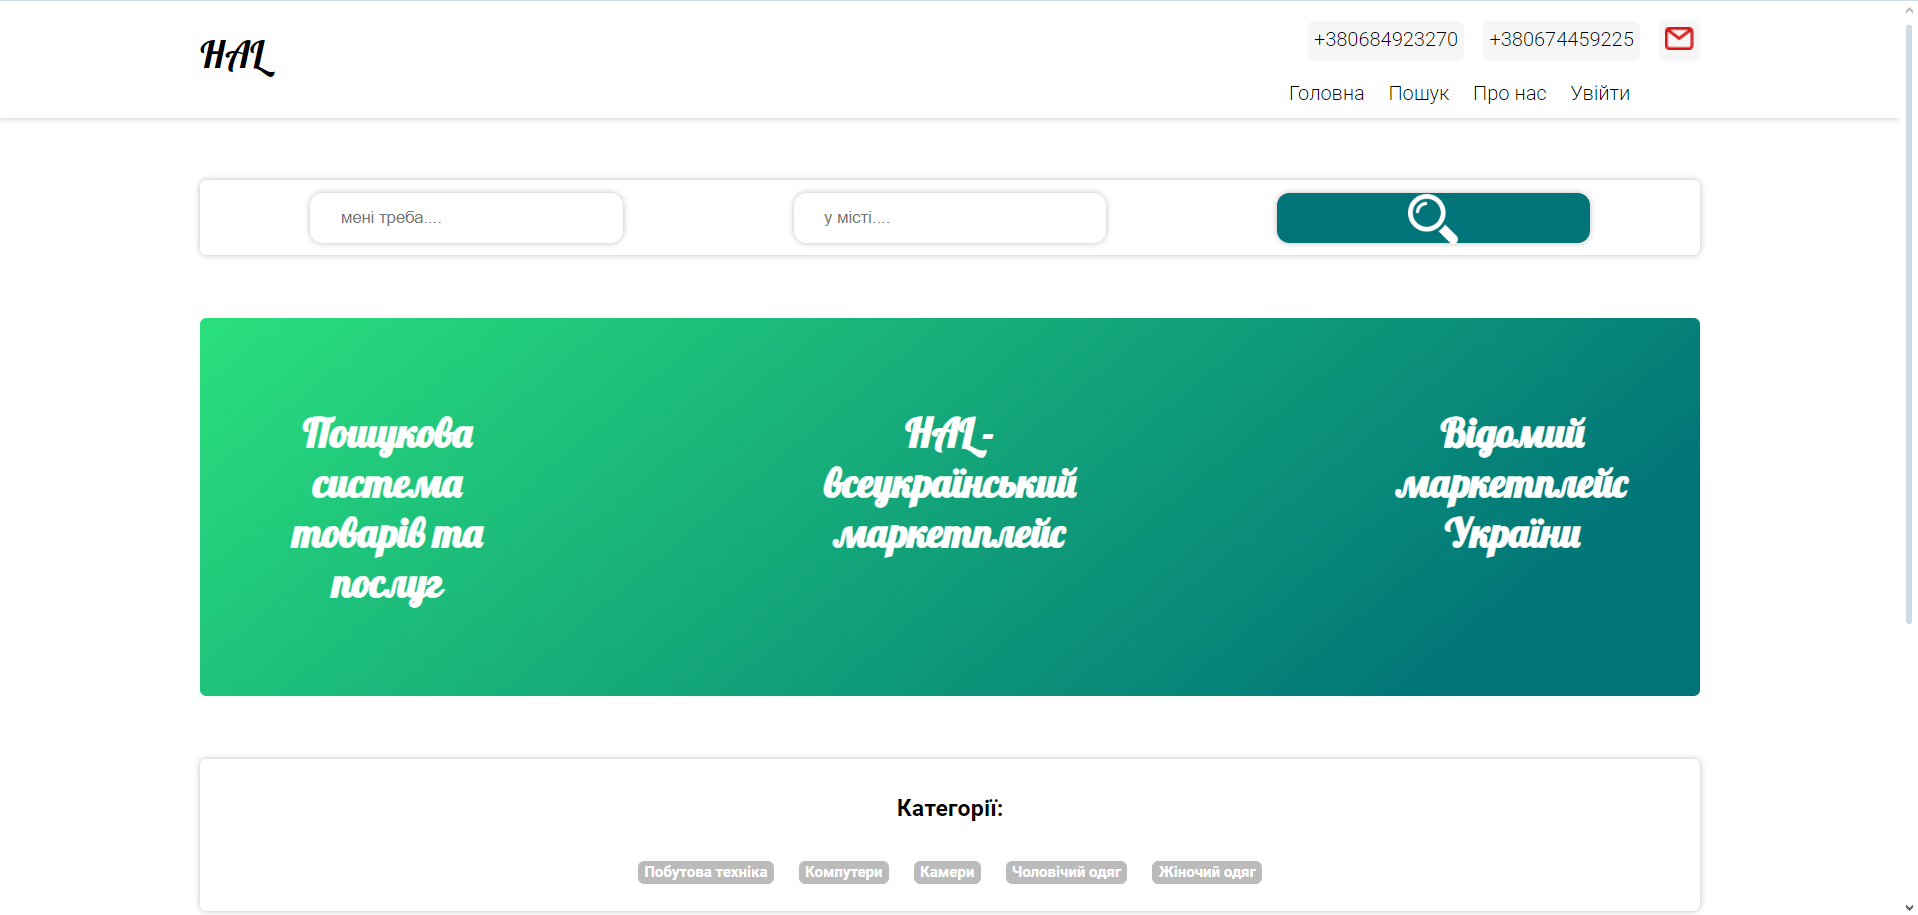 HAL
+380684923270
+380674459225
Головна
Пошук
Про нас
Увійти
мені треба....
у місті....
Пошукова
система
товарів та
послуг
HAL -
всеукраїнський
маркетплейс
Відомий
маркетплейс
України
Категорії:
Побутова техніка
Компутери
Камери
Чоловічий одяг
Жіночий одяг